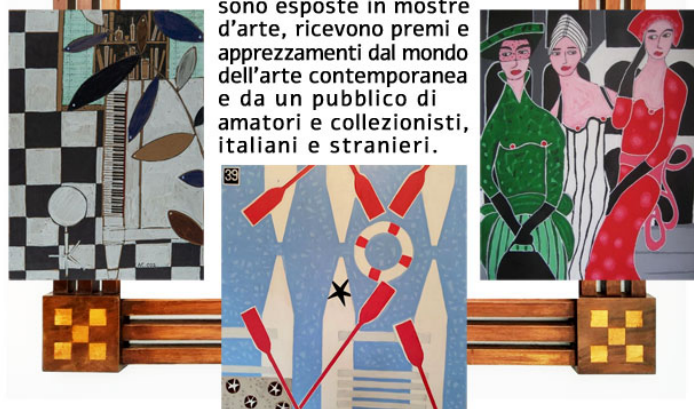 sono esposte in mostre
d'arte, ricevono premi e
apprezzamenti dal mondo
dell'arte contemporanea
e da un pubblico di
amatori e collezionisti,
italiani e stranieri.
39